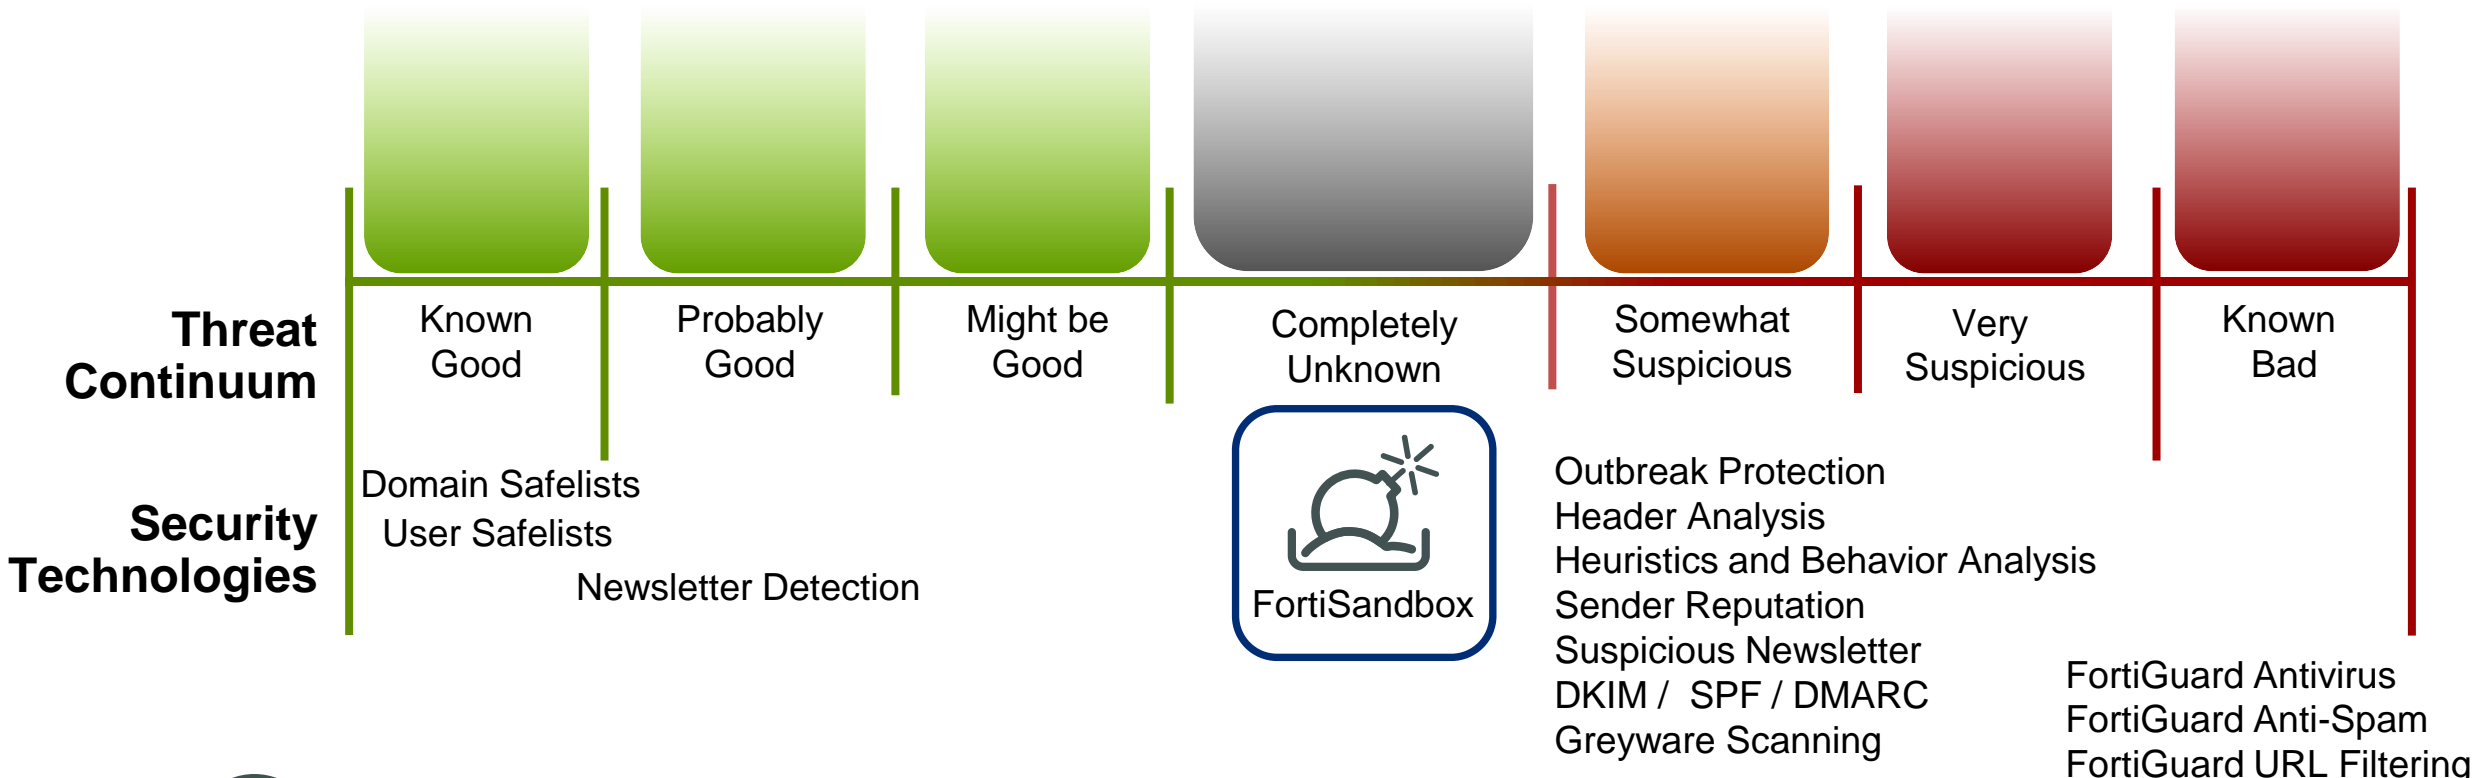 Threat
Continuum
Known
Good
Probably
Good
Might be
Good
Completely
Unknown
Somewhat
Suspicious
Very
Suspicious
Known
Bad
Security
Technologies
Domain Safelists
User Safelists
Newsletter Detection
FortiSandbox
Outbreak Protection
Header Analysis
Heuristics and Behavior Analysis
Sender Reputation
Suspicious Newsletter
DKIM /  SPF / DMARC
Greyware Scanning
FortiGuard Antivirus
FortiGuard Anti-Spam
FortiGuard URL Filtering